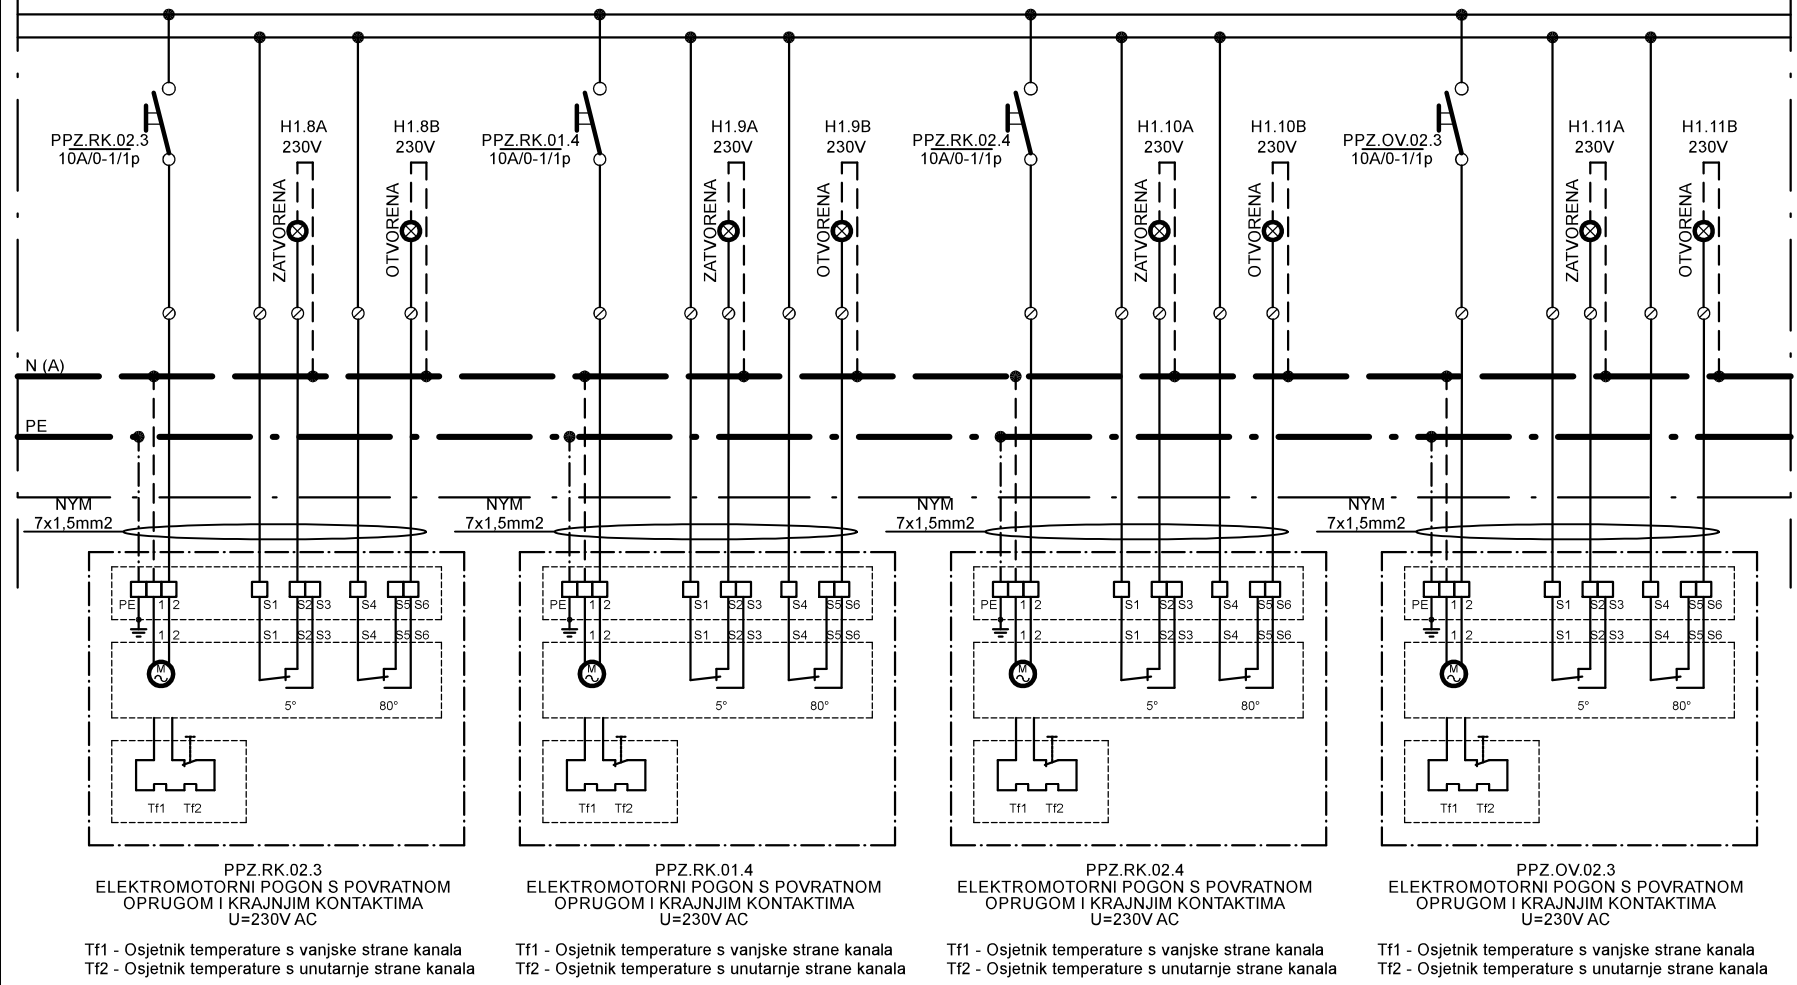 PPZ.RK.02.3
10A/0-1/1p
H1.8A
230V
ZATVORENA
H1.8B
230V
OTVORENA
PPZ.RK.01.4
10A/0-1/1p
H1.9A
230V
ZATVORENA
H1.9B
230V
OTVORENA
PPZ.RK.02.4
10A/0-1/1p
H1.10A
230V
ZATVORENA
H1.10B
230V
OTVORENA
PPZ.OV.02.3
10A/0-1/1p
H1.11A
230V
ZATVORENA
H1.11B
230V
OTVORENA
N (A)
PE
NYM
7x1,5mm2
PE 1 2 S1 S2 S3 S4 S5 S6
1 2 S1 S2 S3 S4 S5 S6
M
5° 80°
Tf1 Tf2
PPZ.RK.02.3
ELEKTROMOTORNI POGON S POVRATNOM
OPRUGOM I KRAJNJIM KONTAKTIMA
U=230V AC
Tf1 - Osjetnik temperature s vanjske strane kanala
Tf2 - Osjetnik temperature s unutarnje strane kanala
NYM
7x1,5mm2
PE 1 2 S1 S2 S3 S4 S5 S6
1 2 S1 S2 S3 S4 S5 S6
M
5° 80°
Tf1 Tf2
PPZ.RK.01.4
ELEKTROMOTORNI POGON S POVRATNOM
OPRUGOM I KRAJNJIM KONTAKTIMA
U=230V AC
Tf1 - Osjetnik temperature s vanjske strane kanala
Tf2 - Osjetnik temperature s unutarnje strane kanala
NYM
7x1,5mm2
PE 1 2 S1 S2 S3 S4 S5 S6
1 2 S1 S2 S3 S4 S5 S6
M
5° 80°
Tf1 Tf2
PPZ.RK.02.4
ELEKTROMOTORNI POGON S POVRATNOM
OPRUGOM I KRAJNJIM KONTAKTIMA
U=230V AC
Tf1 - Osjetnik temperature s vanjske strane kanala
Tf2 - Osjetnik temperature s unutarnje strane kanala
NYM
7x1,5mm2
PE 1 2 S1 S2 S3 S4 S5 S6
1 2 S1 S2 S3 S4 S5 S6
M
5° 80°
Tf1 Tf2
PPZ.OV.02.3
ELEKTROMOTORNI POGON S POVRATNOM
OPRUGOM I KRAJNJIM KONTAKTIMA
U=230V AC
Tf1 - Osjetnik temperature s vanjske strane kanala
Tf2 - Osjetnik temperature s unutarnje strane kanala